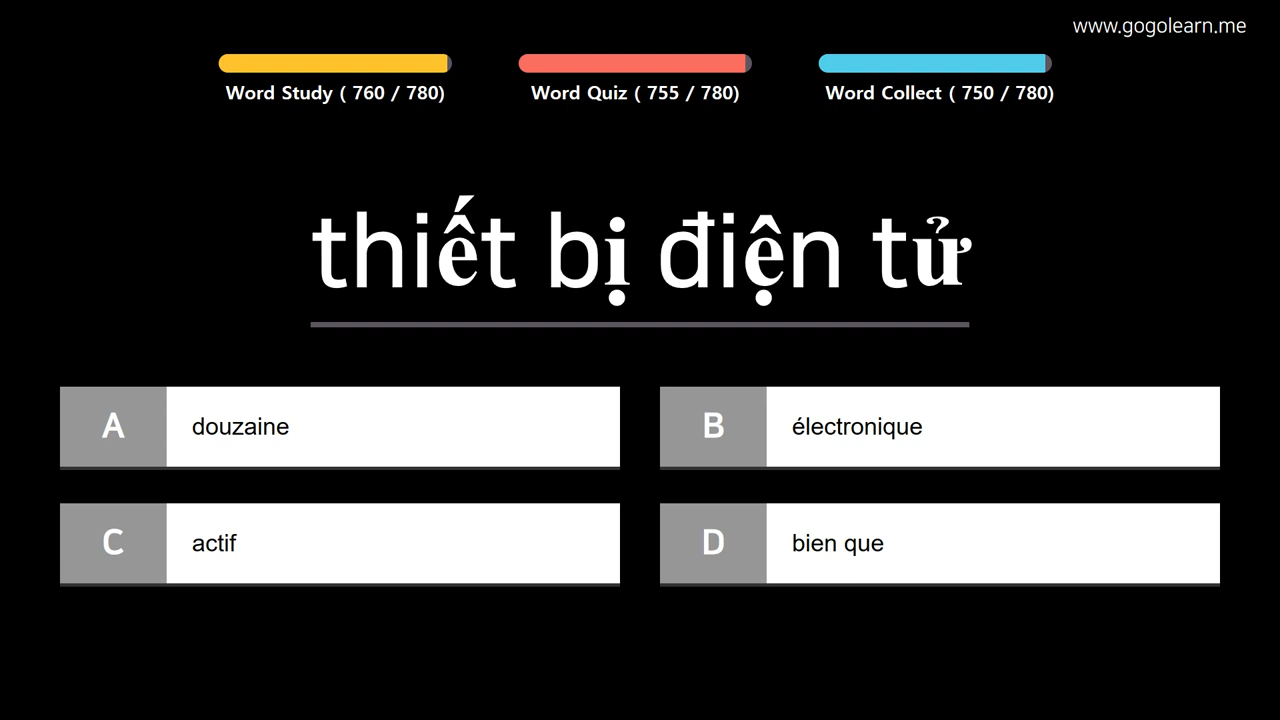 www.gogolearn.me
Word Study ( 760 / 780)
Word Quiz ( 755 / 780)
Word Collect ( 750 / 780)
thiết bị điện tử
A douzaine
B électronique
C actif
D bien que